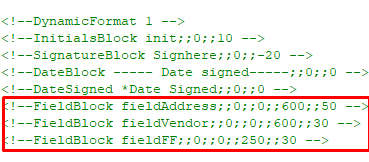 <!--DynamicFormat 1 -->
<!--InitialsBlock init;;0;;10 -->
<!--SignatureBlock Signhere;;0;;-20 -->
<!--DateBlock ----- Date signed-----;;0;;0 -->
<!--DateSigned *Date Signed;;0;;0 -->
<!--FieldBlock fieldAddress;;0;;0;;600;;50 -->
<!--FieldBlock fieldVendor;;0;;0;;600;;30 -->
<!--FieldBlock fieldFF;;0;;0;;250;;30 -->